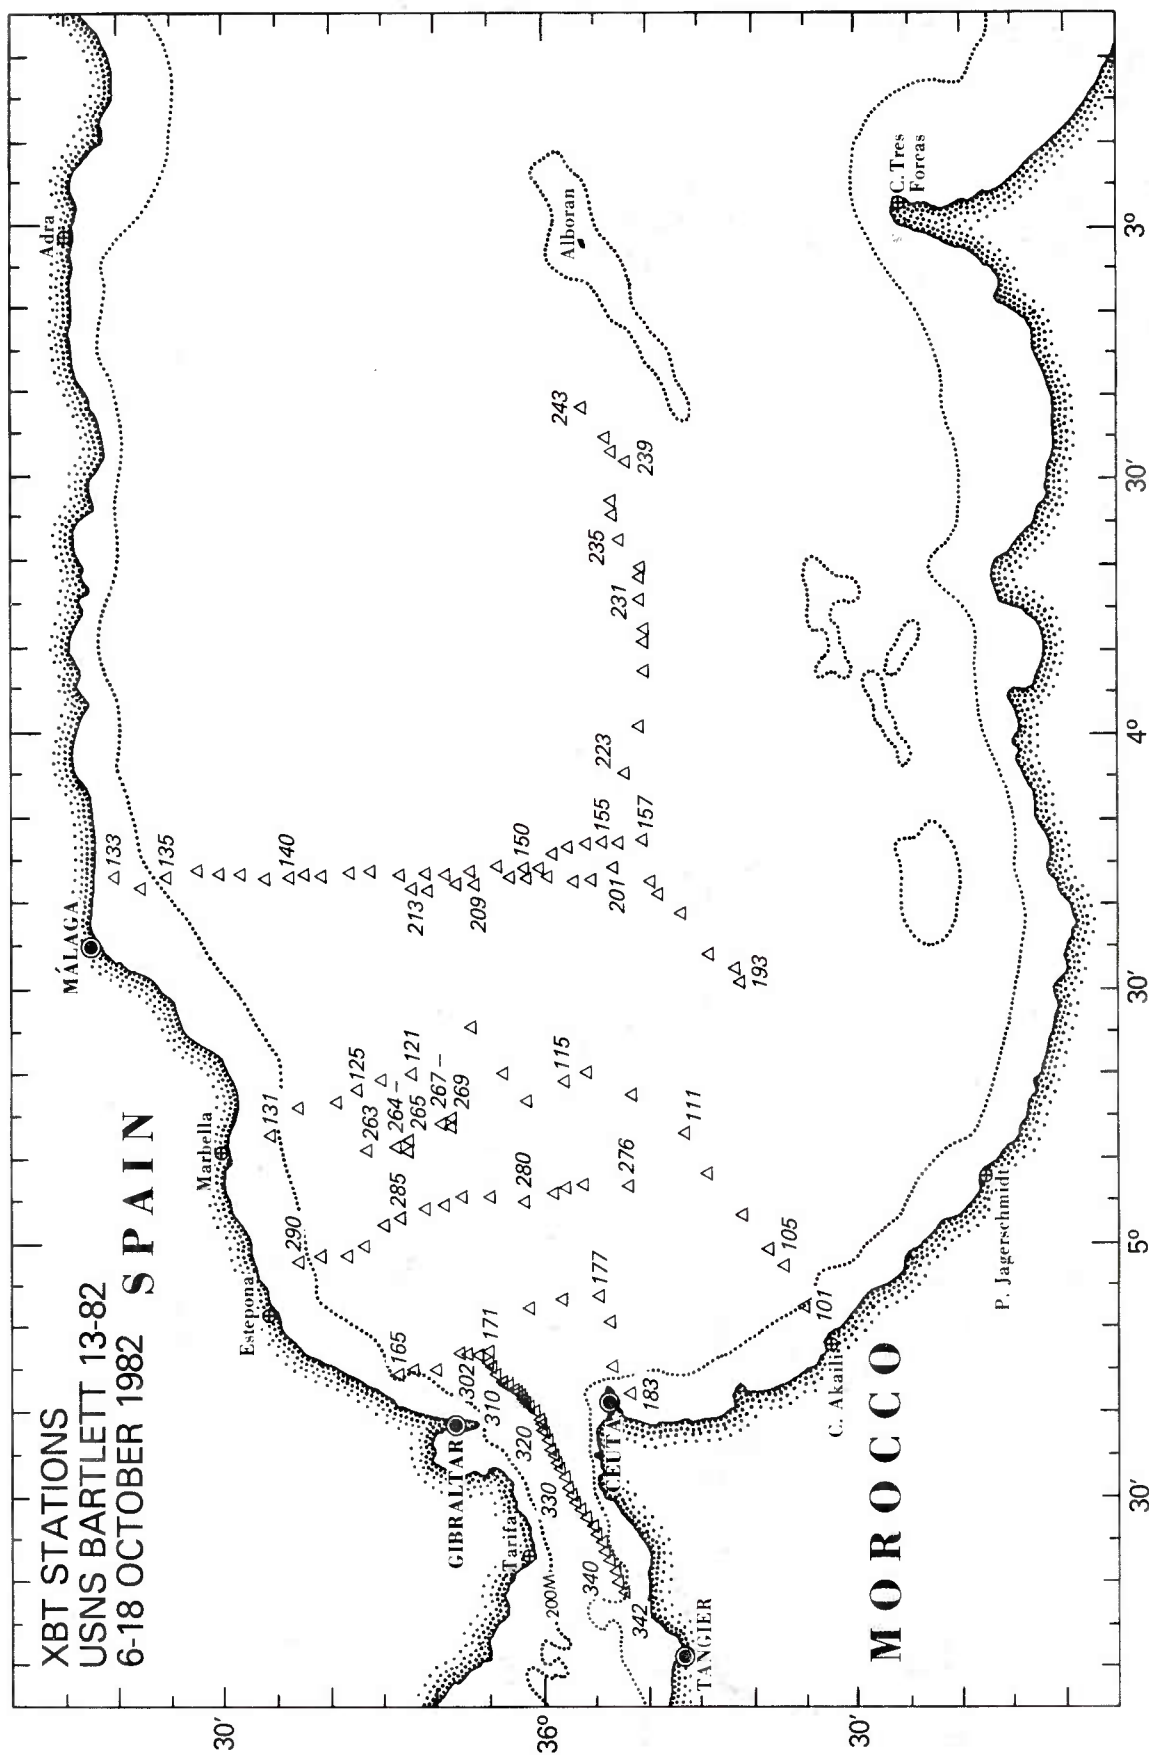 XBT STATIONS
USNS BARTLETT 13-82
6-18 OCTOBER 1982
SPAIN
MÁLAGA
Adra
Marbella
Estepona
GIBRALTAR
Tarifa
200M
CEUTA
TANGIER
MOROCCO
C. Akali
P. Jagerschmidt
Alboran
C. Tres
Forcas
133
135
140
150
155
157
213
209
201
193
223
231
235
239
243
131
125
121
263
264 –
265
267 –
269
115
111
105
101
290
285
280
276
165
171
177
183
302
310
320
330
340
342
30'
36°
30'
30'
5°
30'
4°
30'
3°